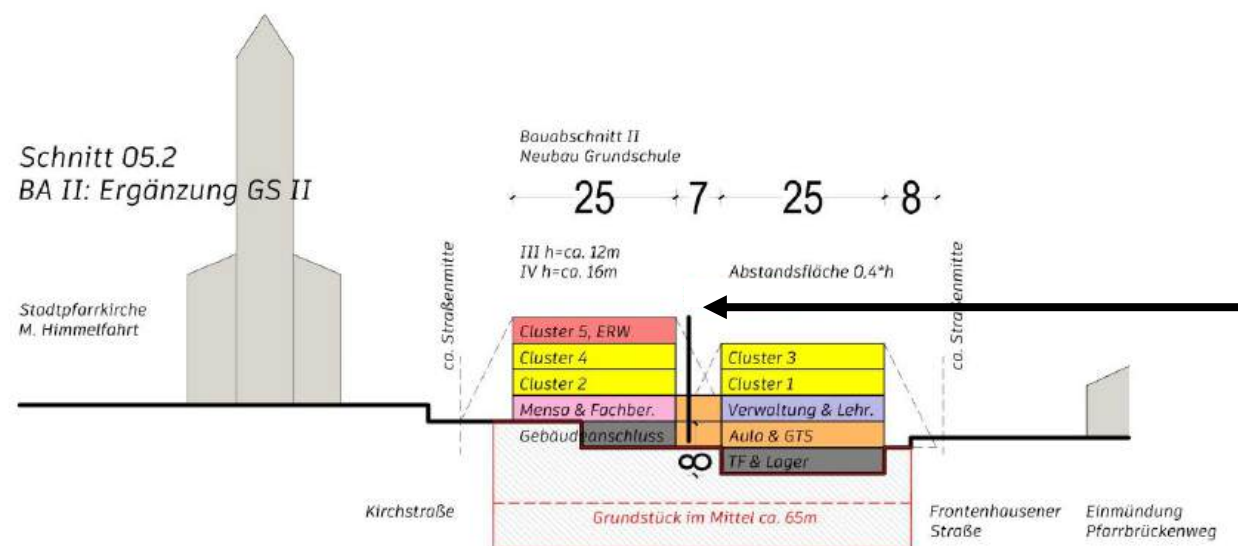 Schnitt 05.2
BA II: Ergänzung GS II
Bauabschnitt II
Neubau Grundschule
25 7 25 8
III h=ca. 12m
IV h=ca. 16m
Abstandsfläche 0,4*h
Stadtpfarrkirche
M. Himmelfahrt
ca. Straßenmitte
ca. Straßenmitte
Cluster 5, ERW
Cluster 4
Cluster 3
Cluster 2
Cluster 1
Mensa & Fachber.
Verwaltung & Lehr.
Gebäudeanschluss
Aula & GTS
8
TF & Lager
Kirchstraße
Grundstück im Mittel ca. 65m
Frontenhausener
Straße
Einmündung
Pfarrbrückenweg